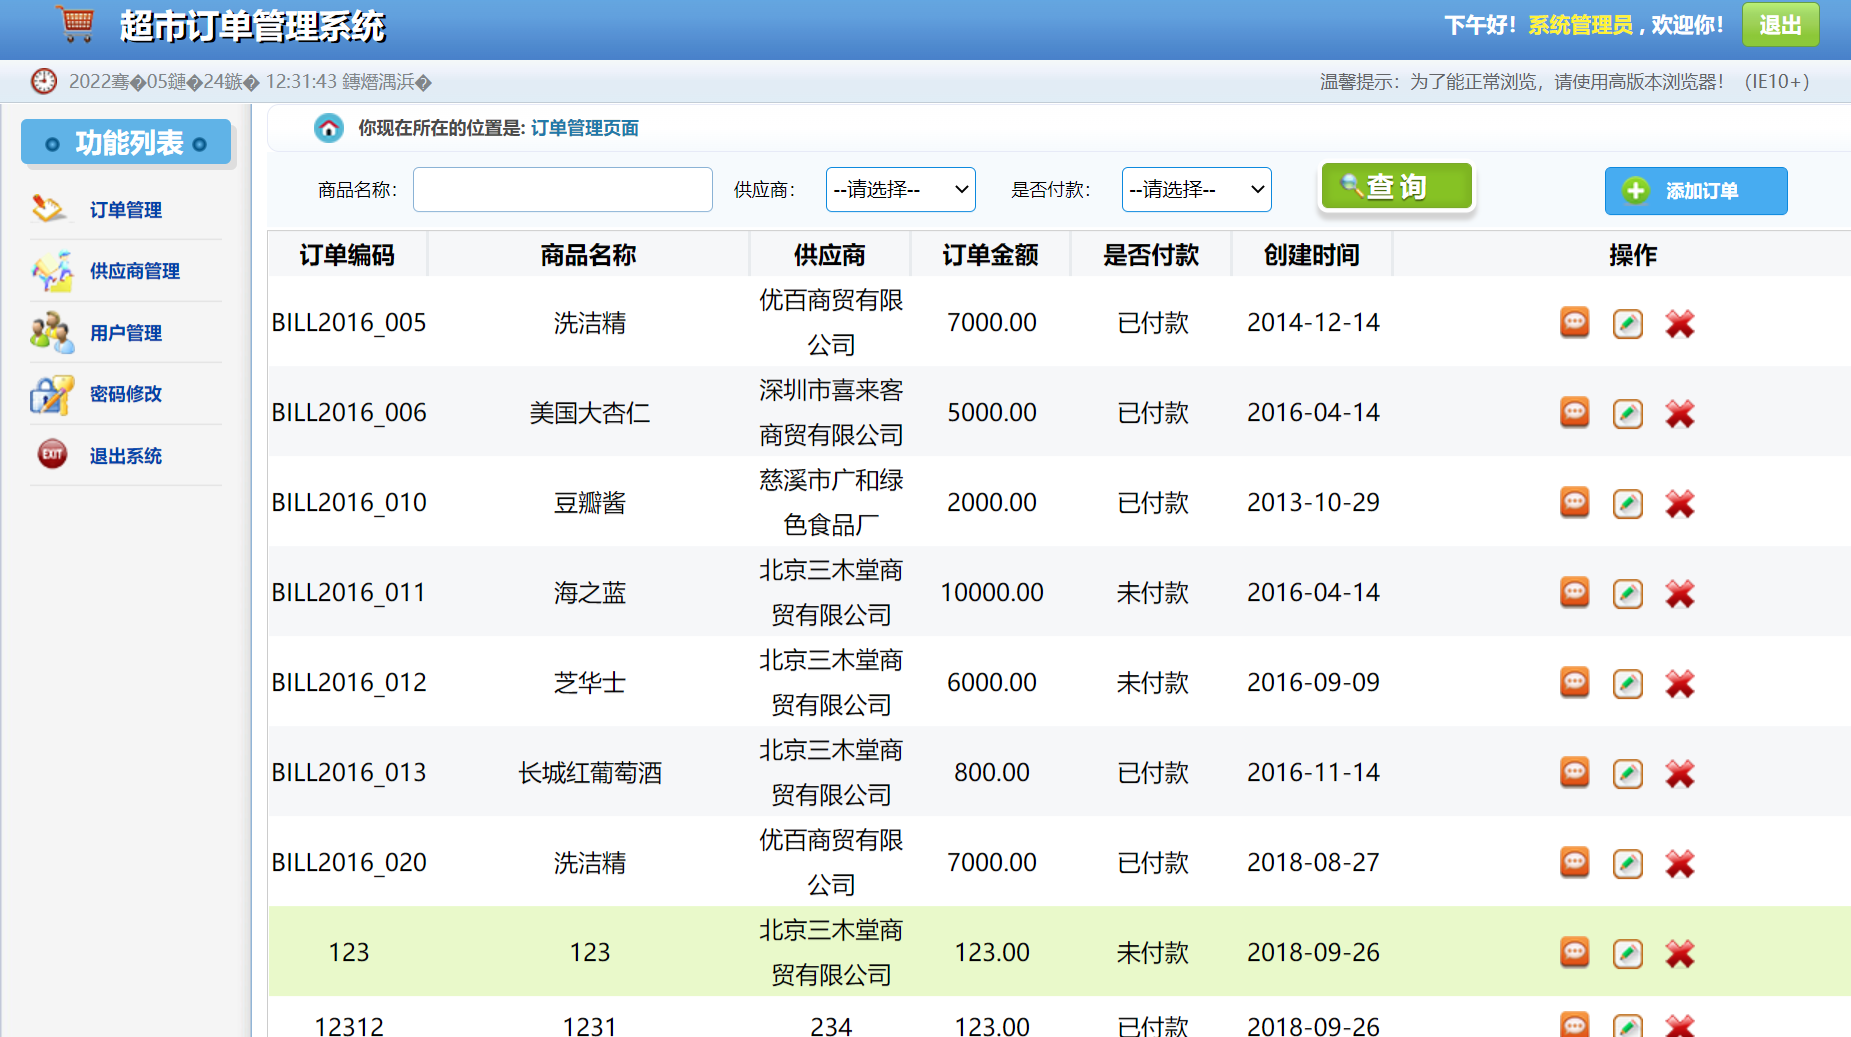 超市订单管理系统
下午好！系统管理员，欢迎你！ 退出
2022骞�05鏈�24鏃� 12:31:43 鏄熸湡浜�
温馨提示：为了能正常浏览，请使用高版本浏览器！（IE10+）
功能列表
订单管理
供应商管理
用户管理
密码修改
EXIT 退出系统
你现在所在的位置是: 订单管理页面
商品名称： 供应商： --请选择-- 是否付款： --请选择-- 查 询 添加订单
订单编码 商品名称 供应商 订单金额 是否付款 创建时间 操作
BILL2016_005 洗洁精 优百商贸有限公司 7000.00 已付款 2014-12-14
BILL2016_006 美国大杏仁 深圳市喜来客商贸有限公司 5000.00 已付款 2016-04-14
BILL2016_010 豆瓣酱 慈溪市广和绿色食品厂 2000.00 已付款 2013-10-29
BILL2016_011 海之蓝 北京三木堂商贸有限公司 10000.00 未付款 2016-04-14
BILL2016_012 芝华士 北京三木堂商贸有限公司 6000.00 未付款 2016-09-09
BILL2016_013 长城红葡萄酒 北京三木堂商贸有限公司 800.00 已付款 2016-11-14
BILL2016_020 洗洁精 优百商贸有限公司 7000.00 已付款 2018-08-27
123 123 北京三木堂商贸有限公司 123.00 未付款 2018-09-26
12312 1231 234 123.00 已付款 2018-09-26